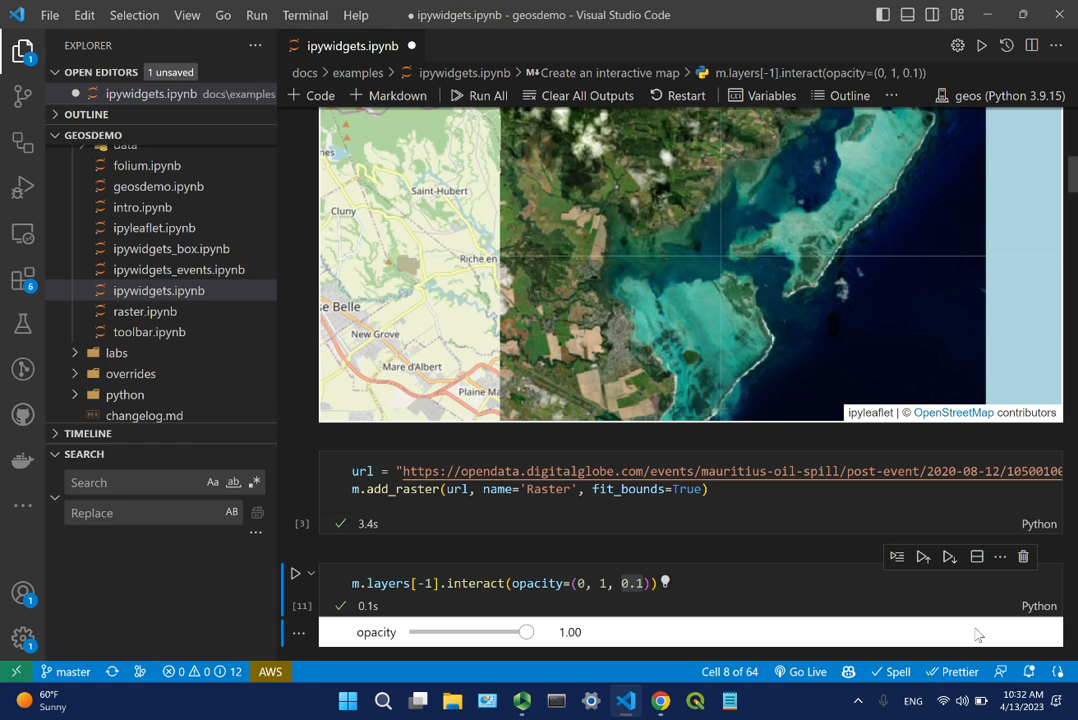 File Edit Selection View Go Run Terminal Help ● ipywidgets.ipynb - geosdemo - Visual Studio Code
EXPLORER
OPEN EDITORS 1 unsaved
ipywidgets.ipynb docs\examples
OUTLINE
GEOSDEMO
data
folium.ipynb
geosdemo.ipynb
intro.ipynb
ipyleaflet.ipynb
ipywidgets_box.ipynb
ipywidgets_events.ipynb
ipywidgets.ipynb
raster.ipynb
toolbar.ipynb
labs
overrides
python
changelog.md
TIMELINE
SEARCH
Search Aa ab
Replace AB
1
6
1
1
ipywidgets.ipynb
docs > examples > ipywidgets.ipynb > M↓Create an interactive map > m.layers[-1].interact(opacity=(0, 1, 0.1))
+ Code + Markdown Run All Clear All Outputs Restart Variables Outline ··· geos (Python 3.9.15)
Saint-Hubert
Cluny
Riche en
se Belle
New Grove
Mare d'Albert
Plaine Ma
ipyleaflet | © OpenStreetMap contributors
url = "https://opendata.digitalglobe.com/events/mauritius-oil-spill/post-event/2020-08-12/10500100
m.add_raster(url, name='Raster', fit_bounds=True)
[3] 3.4s Python
m.layers[-1].interact(opacity=(0, 1, 0.1))
[11] 0.1s Python
opacity 1.00
master 0 0 12 AWS Cell 8 of 64 Go Live Spell Prettier
60°F
Sunny
ENG
10:32 AM
4/13/2023